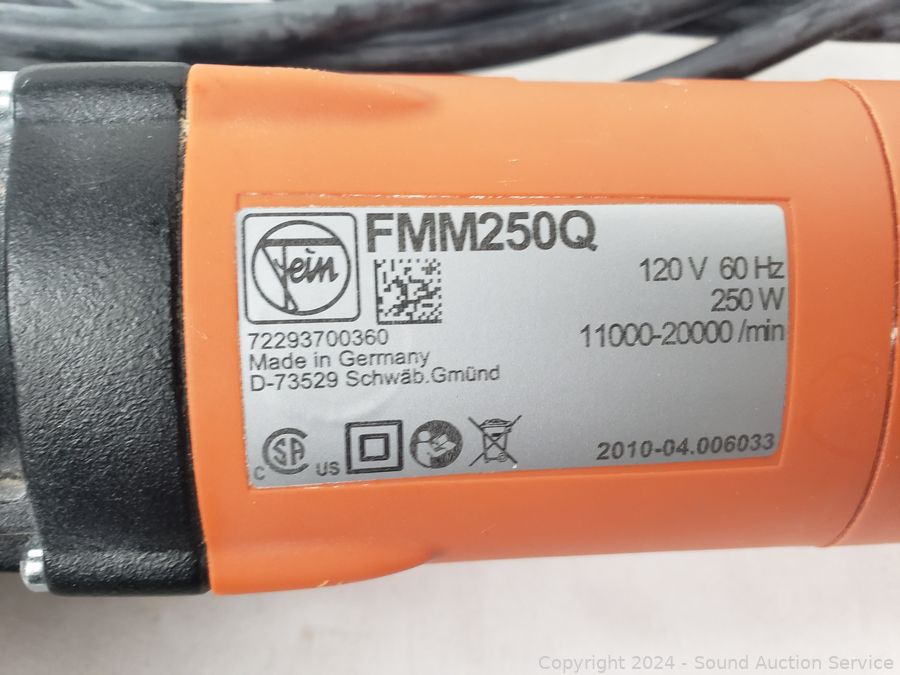 Fein
FMM250Q
120 V 60 Hz
250 W
11000-20000 /min
72293700360
Made in Germany
D-73529 Schwäb.Gmünd
C SA US
2010-04.006033
Copyright 2024 - Sound Auction Service